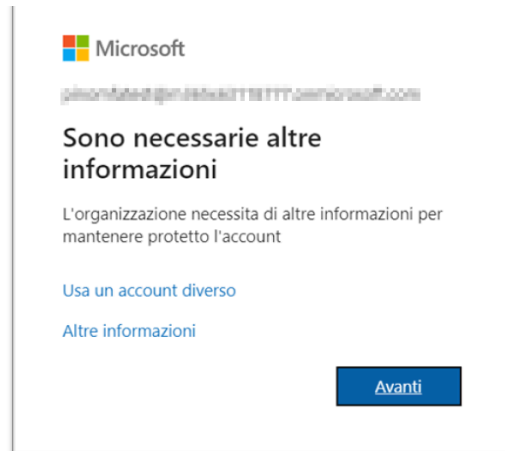 Microsoft
Sono necessarie altre
informazioni
L'organizzazione necessita di altre informazioni per
mantenere protetto l'account
Usa un account diverso
Altre informazioni
Avanti